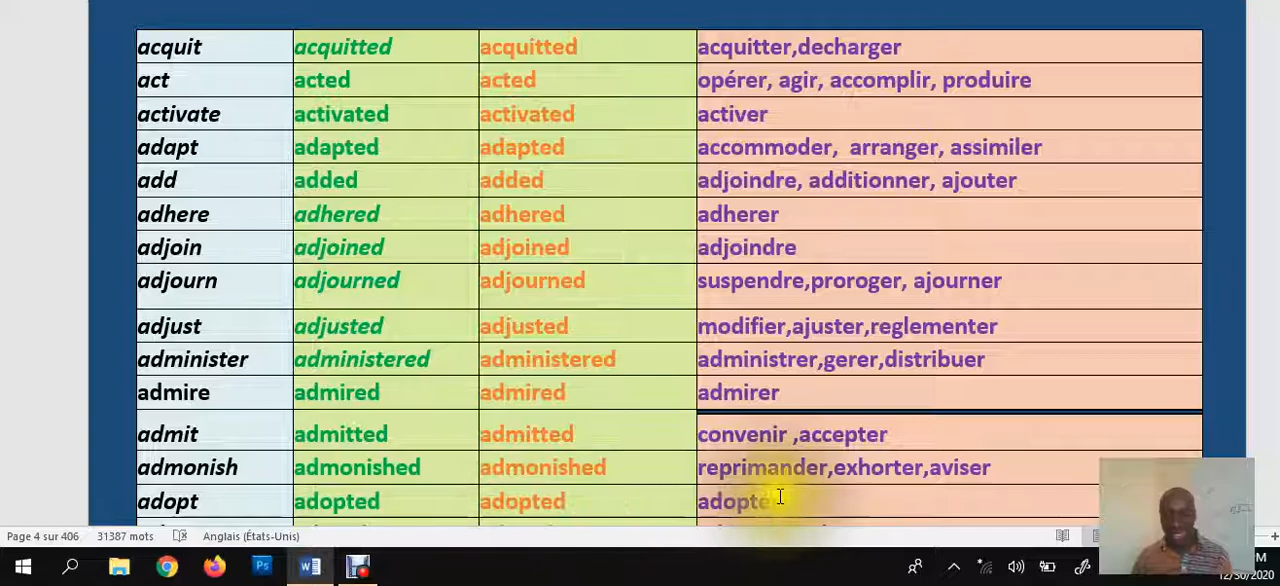 acquit acquitted acquitted acquitter,decharger
act acted acted opérer, agir, accomplir, produire
activate activated activated activer
adapt adapted adapted accommoder, arranger, assimiler
add added added adjoindre, additionner, ajouter
adhere adhered adhered adherer
adjoin adjoined adjoined adjoindre
adjourn adjourned adjourned suspendre,proroger, ajourner
adjust adjusted adjusted modifier,ajuster,reglementer
administer administered administered administrer,gerer,distribuer
admire admired admired admirer
admit admitted admitted convenir ,accepter
admonish admonished admonished reprimander,exhorter,aviser
adopt adopted adopted adopte
Page 4 sur 406 31387 mots Anglais (États-Unis)
12/30/2020